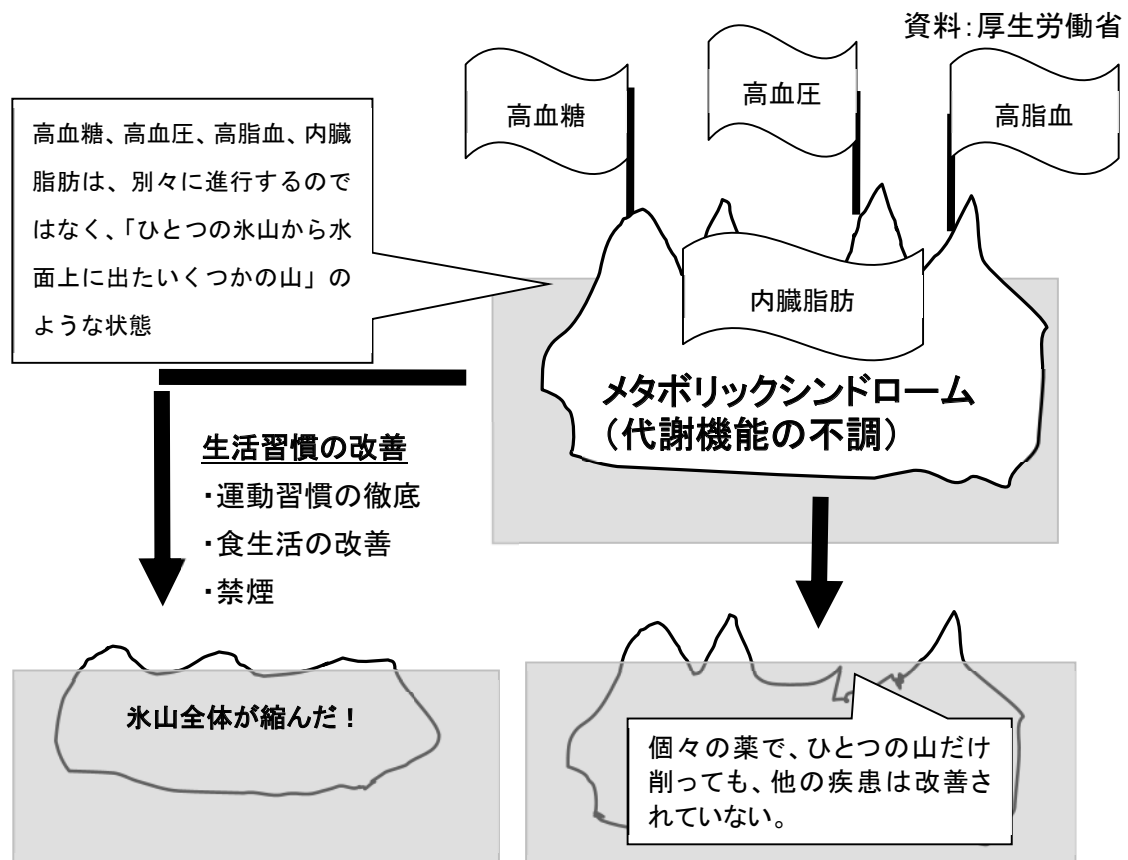 資料：厚生労働省
高血糖
高血圧
高脂血
高血糖、高血圧、高脂血、内臓
脂肪は、別々に進行するので
はなく、「ひとつの氷山から水
面上に出たいくつかの山」の
ような状態
内臓脂肪
メタボリックシンドローム
（代謝機能の不調）
生活習慣の改善
・運動習慣の徹底
・食生活の改善
・禁煙
氷山全体が縮んだ！
個々の薬で、ひとつの山だけ
削っても、他の疾患は改善さ
れていない。